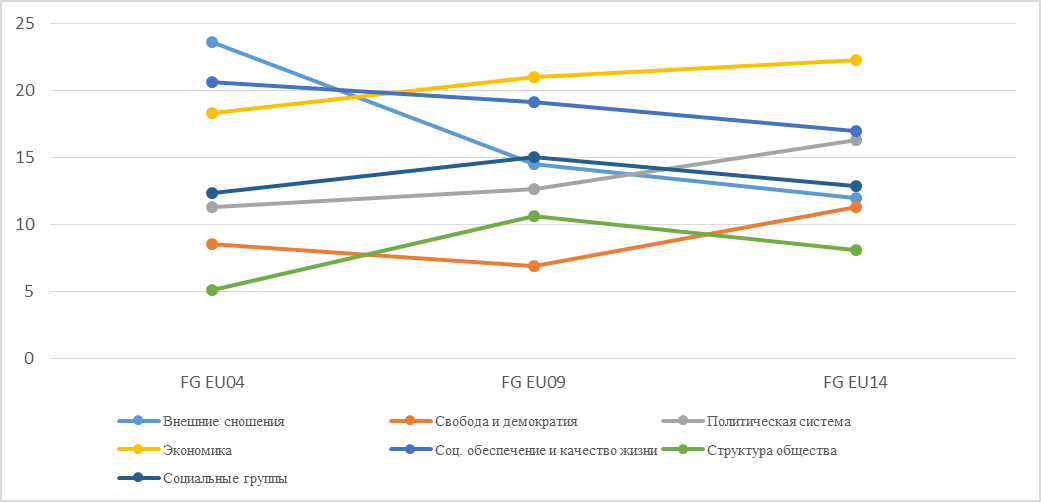 25
20
15
10
5
0
FG EU04 FG EU09 FG EU14
Внешние сношения Свобода и демократия Политическая система
Экономика Соц. обеспечение и качество жизни Структура общества
Социальные группы